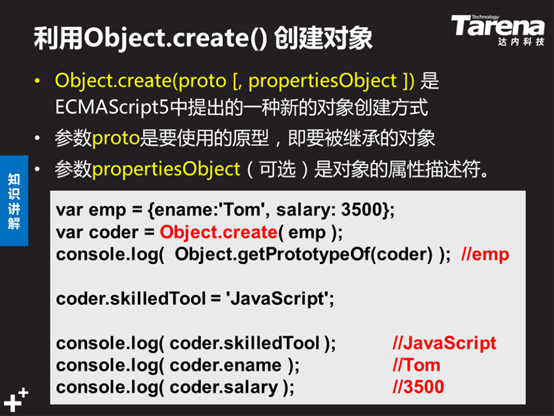 利用Object.create() 创建对象
Technology
Tarena
达内科技
• Object.create(proto [, propertiesObject ]) 是
ECMAScript5中提出的一种新的对象创建方式
• 参数proto是要使用的原型，即要被继承的对象
• 参数propertiesObject（可选）是对象的属性描述符。
知识讲解
var emp = {ename:'Tom', salary: 3500};
var coder = Object.create( emp );
console.log( Object.getPrototypeOf(coder) ); //emp
coder.skilledTool = 'JavaScript';
console.log( coder.skilledTool ); //JavaScript
console.log( coder.ename ); //Tom
console.log( coder.salary ); //3500